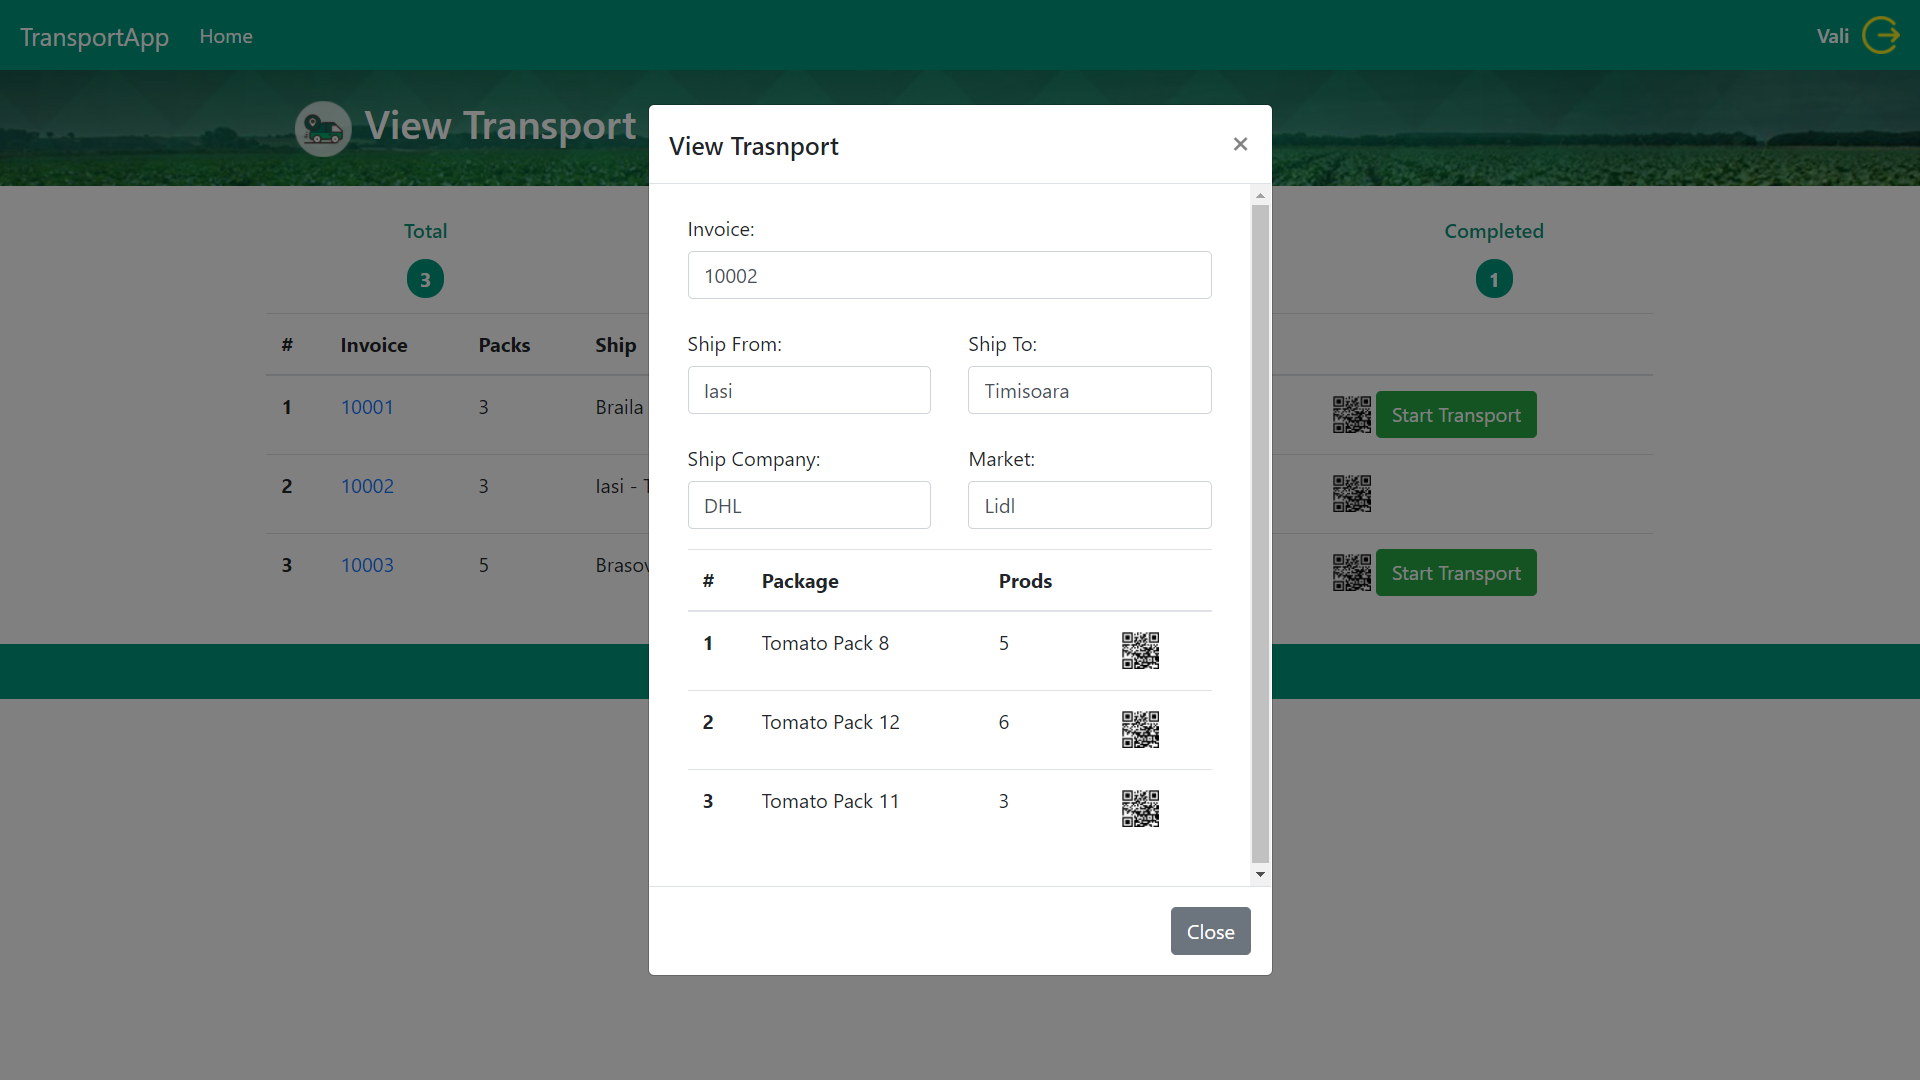 TransportApp Home Vali
View Transport
View Trasnport ×
Total Completed
3 1
# Invoice Packs Ship
1 10001 3 Braila Start Transport
2 10002 3 Iasi -
3 10003 5 Brasov Start Transport
Invoice:
10002
Ship From: Ship To:
Iasi Timisoara
Ship Company: Market:
DHL Lidl
# Package Prods
1 Tomato Pack 8 5
2 Tomato Pack 12 6
3 Tomato Pack 11 3
Close